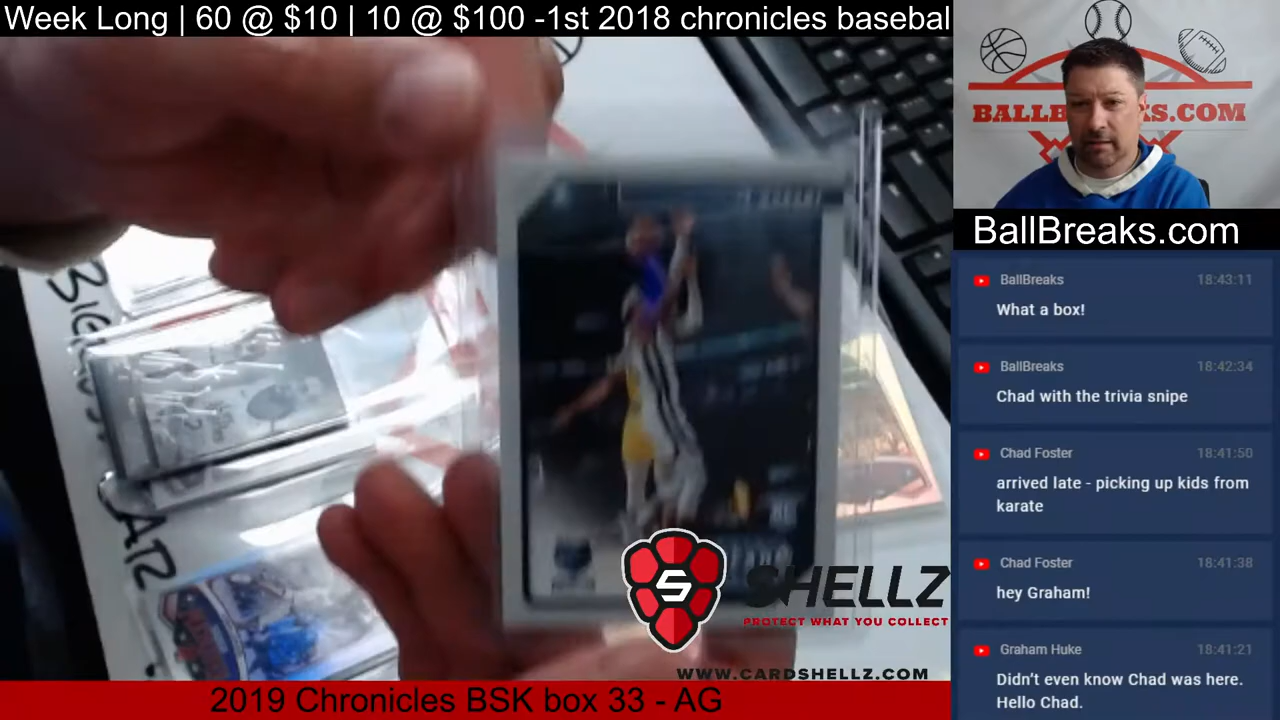 Week Long | 60 @ $10 | 10 @ $100 -1st 2018 chronicles basebal
BALLBREAKS.COM
BallBreaks.com
BallBreaks 18:43:11
What a box!
BallBreaks 18:42:34
Chad with the trivia snipe
Chad Foster 18:41:50
arrived late - picking up kids from
karate
Chad Foster 18:41:38
hey Graham!
Graham Huke 18:41:21
Didn't even know Chad was here.
Hello Chad.
S SHELLZ
PROTECT WHAT YOU COLLECT
WWW.CARDSHELLZ.COM
2019 Chronicles BSK box 33 - AG